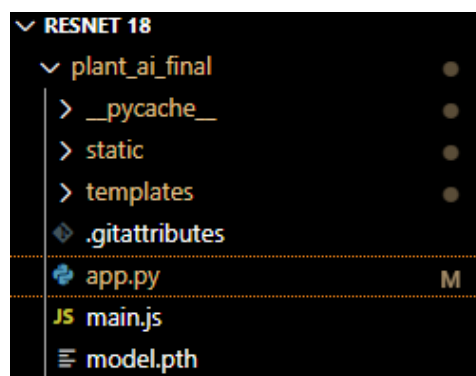 RESNET 18
plant_ai_final
__pycache__
static
templates
.gitattributes
app.py M
JS main.js
model.pth